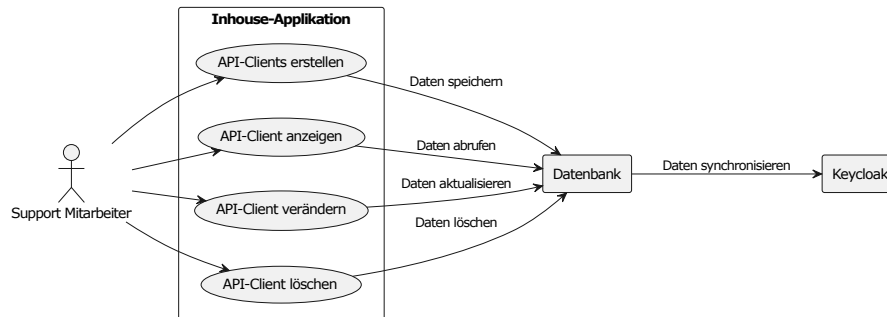 Inhouse-Applikation
API-Clients erstellen
Daten speichern
API-Client anzeigen
Daten abrufen
Support Mitarbeiter
Datenbank
Daten synchronisieren
Keycloak
Daten aktualisieren
API-Client verändern
Daten löschen
API-Client löschen